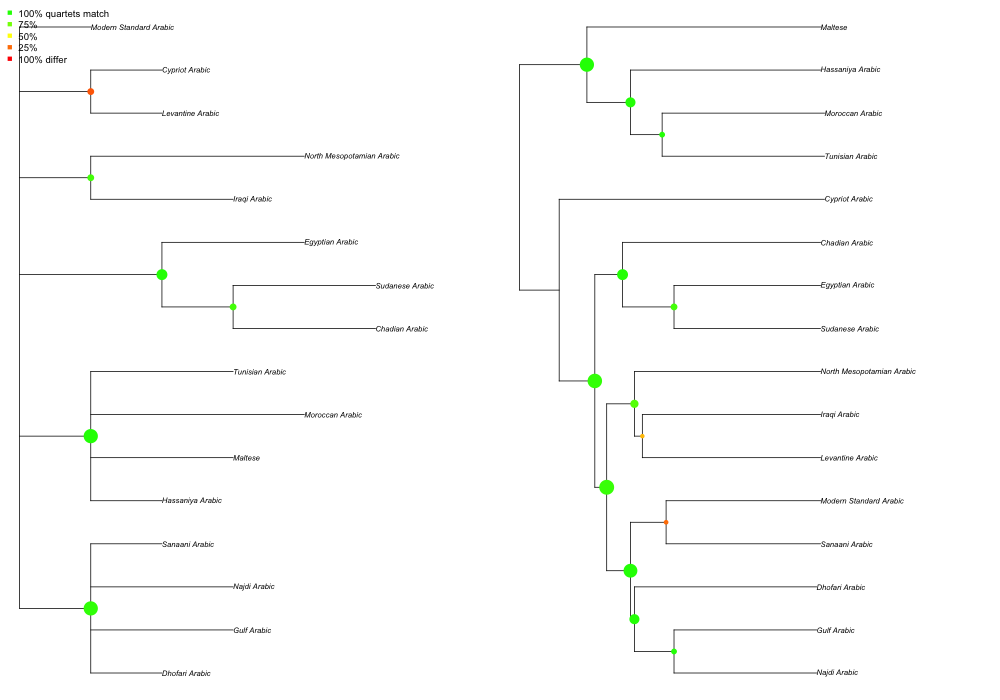 100% quartets match
75%
50%
25%
100% differ
Modern Standard Arabic
Cypriot Arabic
Levantine Arabic
North Mesopotamian Arabic
Iraqi Arabic
Egyptian Arabic
Sudanese Arabic
Chadian Arabic
Tunisian Arabic
Moroccan Arabic
Maltese
Hassaniya Arabic
Sanaani Arabic
Najdi Arabic
Gulf Arabic
Dhofari Arabic
Maltese
Hassaniya Arabic
Moroccan Arabic
Tunisian Arabic
Cypriot Arabic
Chadian Arabic
Egyptian Arabic
Sudanese Arabic
North Mesopotamian Arabic
Iraqi Arabic
Levantine Arabic
Modern Standard Arabic
Sanaani Arabic
Dhofari Arabic
Gulf Arabic
Najdi Arabic